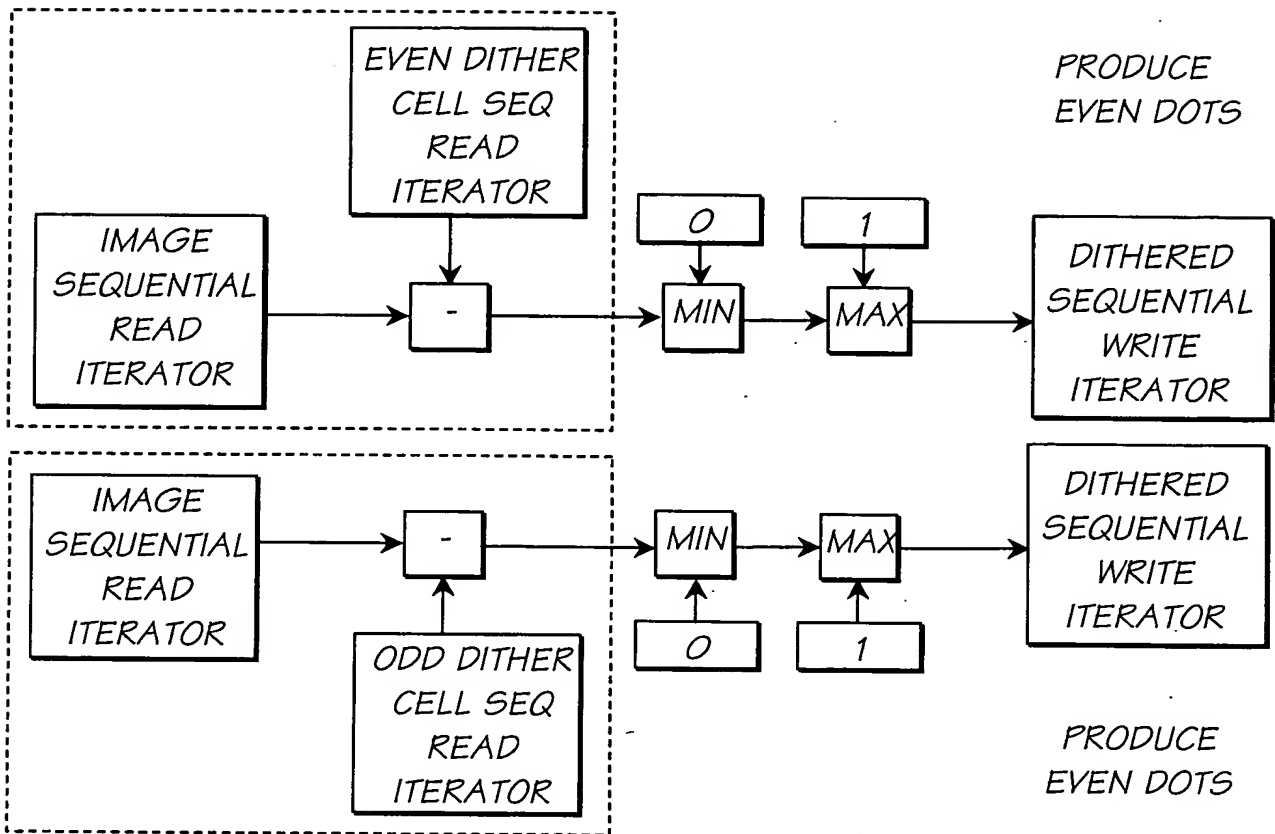 EVEN DITHER
CELL SEQ
READ
ITERATOR
PRODUCE
EVEN DOTS
IMAGE
SEQUENTIAL
READ
ITERATOR
-
0
MIN
1
MAX
DITHERED
SEQUENTIAL
WRITE
ITERATOR
IMAGE
SEQUENTIAL
READ
ITERATOR
-
MIN
0
MAX
1
DITHERED
SEQUENTIAL
WRITE
ITERATOR
ODD DITHER
CELL SEQ
READ
ITERATOR
PRODUCE
EVEN DOTS